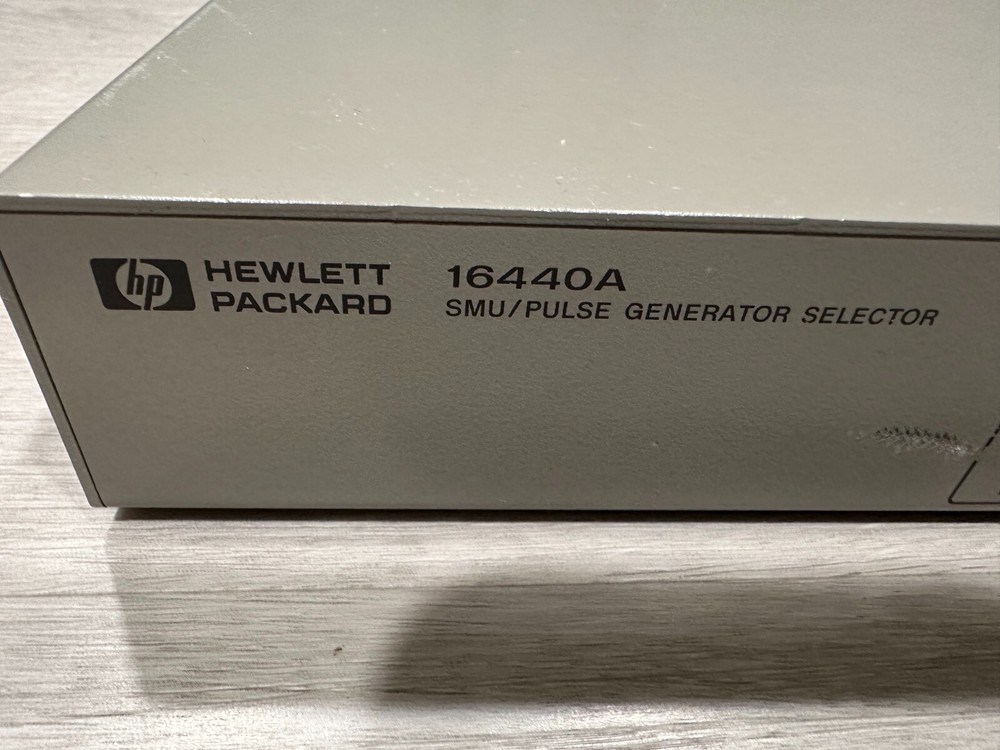 hp HEWLETT
PACKARD
16440A
SMU/PULSE GENERATOR SELECTOR